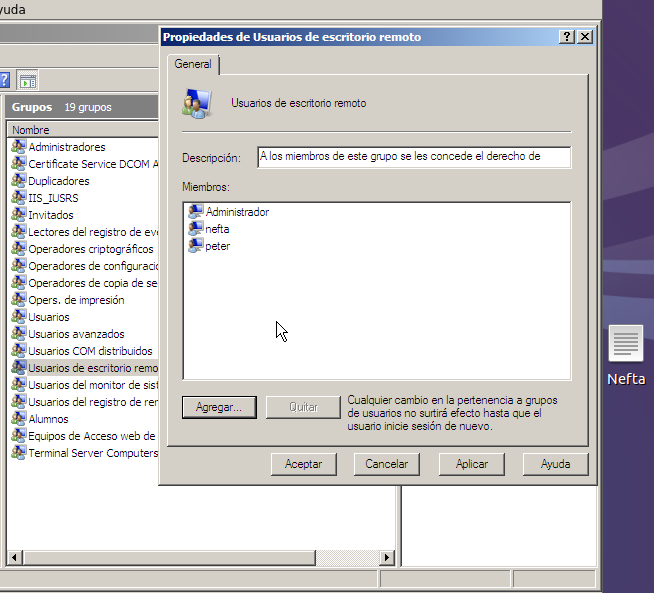 yuda
Propiedades de Usuarios de escritorio remoto
General
Usuarios de escritorio remoto
Descripción:
A los miembros de este grupo se les concede el derecho de
Miembros:
Administrador
nefta
peter
Agregar...
Quitar
Cualquier cambio en la pertenencia a grupos
de usuarios no surtirá efecto hasta que el
usuario inicie sesión de nuevo.
Aceptar
Cancelar
Aplicar
Ayuda
Grupos 19 grupos
Nombre
Administradores
Certificate Service DCOM A
Duplicadores
IIS_IUSRS
Invitados
Lectores del registro de eve
Operadores criptográficos
Operadores de configuració
Operadores de copia de se
Opers. de impresión
Usuarios
Usuarios avanzados
Usuarios COM distribuidos
Usuarios de escritorio remo
Usuarios del monitor de sist
Usuarios del registro de ren
Alumnos
Equipos de Acceso web de
Terminal Server Computers
Nefta